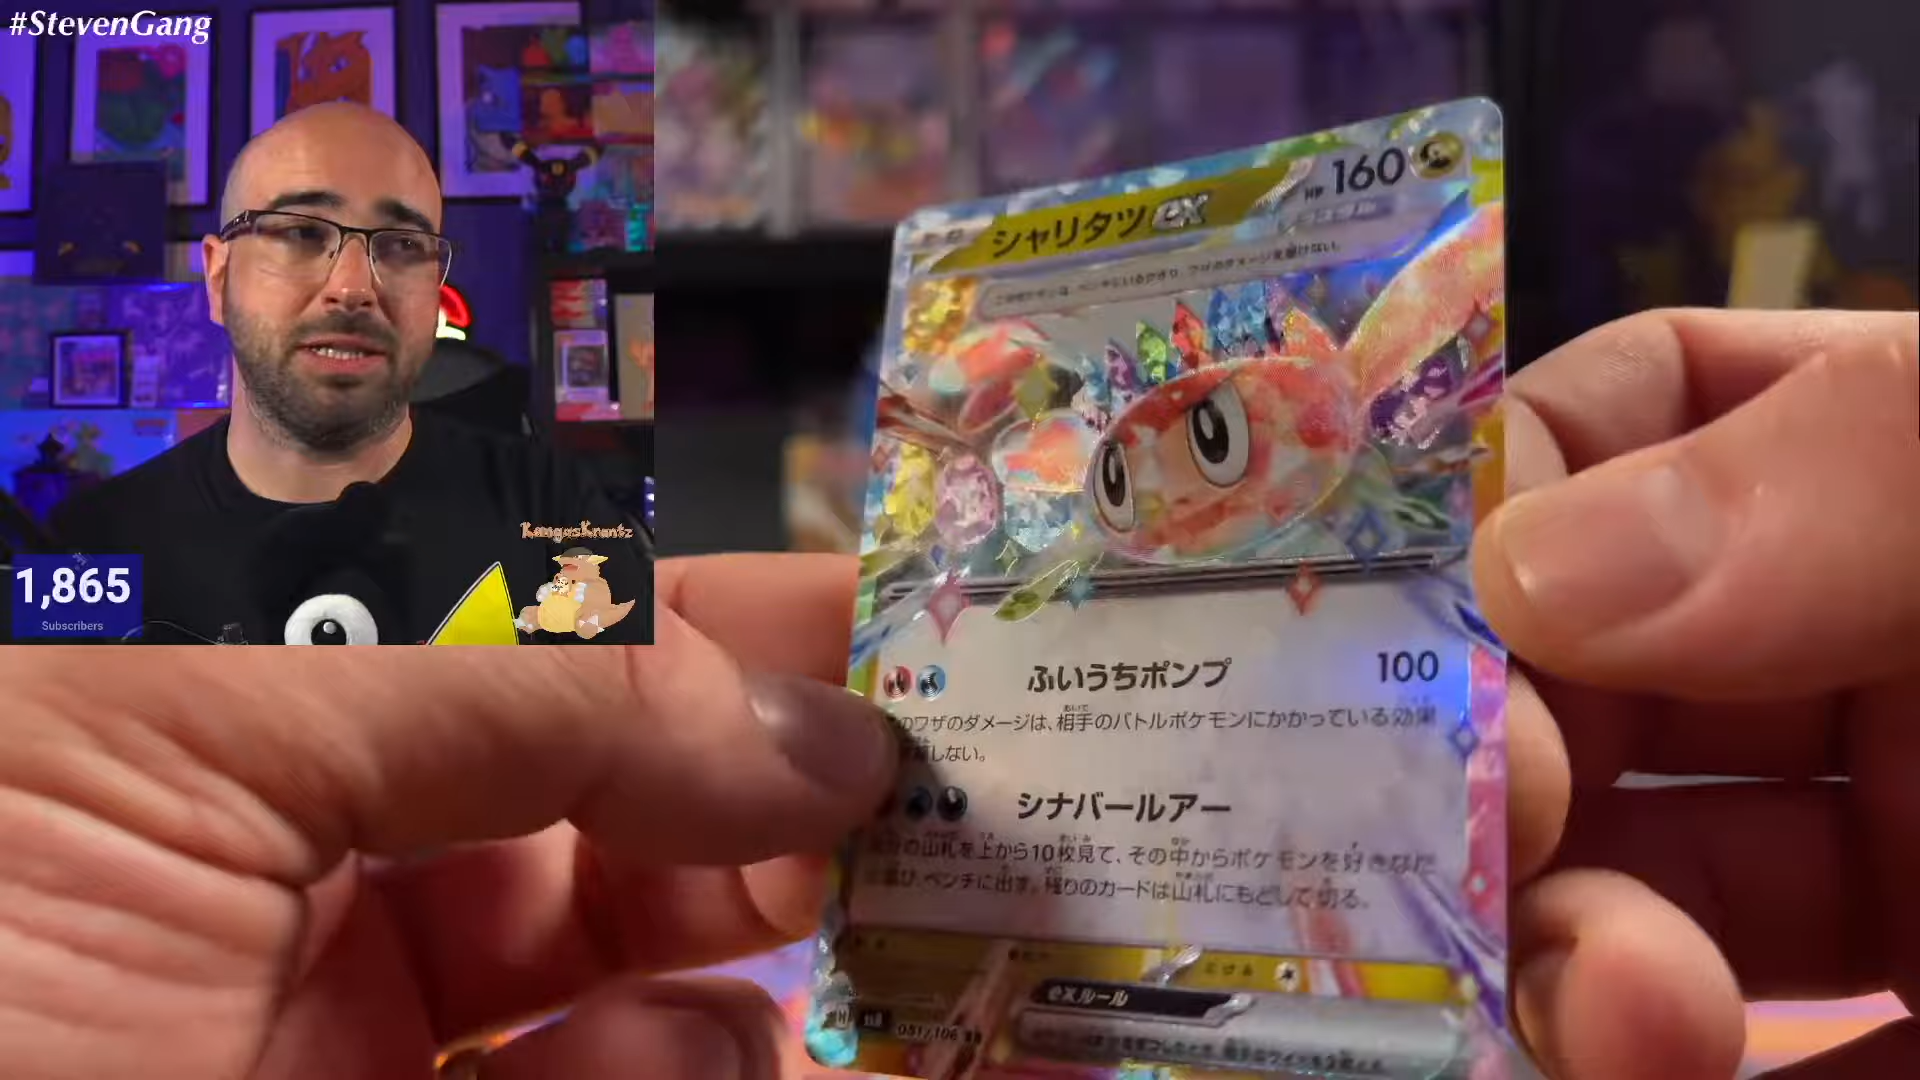 #StevenGang
シャリタツex
HP 160
ふいうちポンプ 100
のワザのダメージは、相手のバトルポケモンにかかっている効果
しない。
シナバールアー
の山札を上から10枚見て、その中からポケモンを好きなだ
び、ベンチに出す。残りのカードは山札にもどして切る。
にげる
exルール
KangasKrantz
1,865
Subscribers